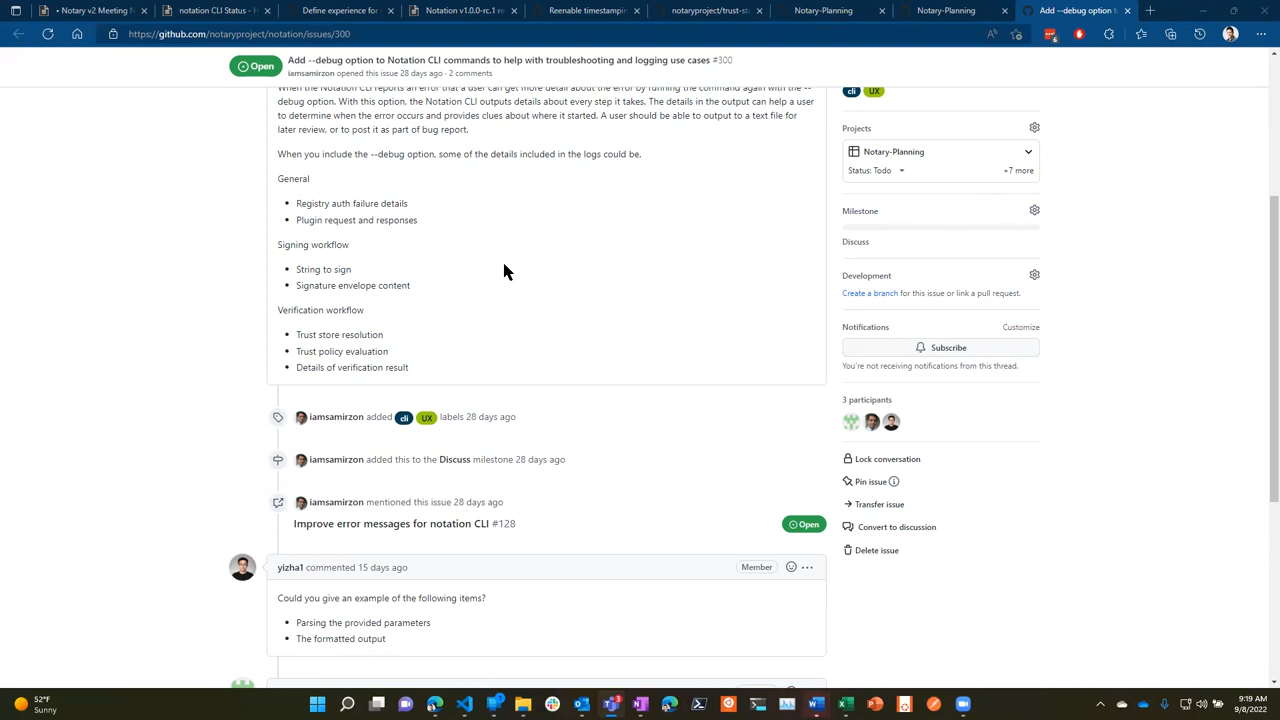 Notary v2 Meeting N
notation CLI Status - H
Define experience for s
Notation v1.0.0-rc.1 re
Reenable timestampin
notaryproject/trust-st
Notary-Planning
Notary-Planning
Add --debug option t
https://github.com/notaryproject/notation/issues/300
6
Open
Add --debug option to Notation CLI commands to help with troubleshooting and logging use cases #300
iamsamirzon opened this issue 28 days ago · 2 comments
When the Notation CLI reports an error that a user can get more detail about the error by running the command again with the --
debug option. With this option, the Notation CLI outputs details about every step it takes. The details in the output can help a user
to determine when the error occurs and provides clues about where it started. A user should be able to output to a text file for
later review, or to post it as part of bug report.
When you include the --debug option, some of the details included in the logs could be.
General
Registry auth failure details
Plugin request and responses
Signing workflow
String to sign
Signature envelope content
Verification workflow
Trust store resolution
Trust policy evaluation
Details of verification result
iamsamirzon added cli UX labels 28 days ago
iamsamirzon added this to the Discuss milestone 28 days ago
iamsamirzon mentioned this issue 28 days ago
Improve error messages for notation CLI #128
Open
yizha1 commented 15 days ago
Member
Could you give an example of the following items?
Parsing the provided parameters
The formatted output
cli UX
Projects
Notary-Planning
Status: Todo
+7 more
Milestone
Discuss
Development
Create a branch for this issue or link a pull request.
Notifications
Customize
Subscribe
You're not receiving notifications from this thread.
3 participants
Lock conversation
Pin issue
Transfer issue
Convert to discussion
Delete issue
52°F
Sunny
9:19 AM
9/8/2022